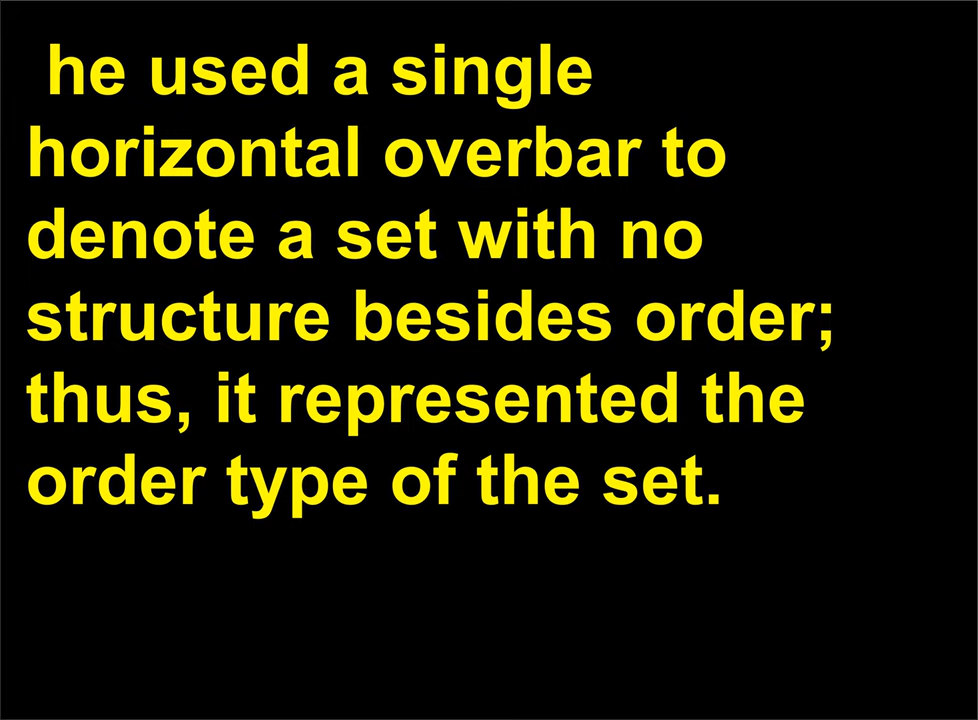 he used a single
horizontal overbar to
denote a set with no
structure besides order;
thus, it represented the
order type of the set.